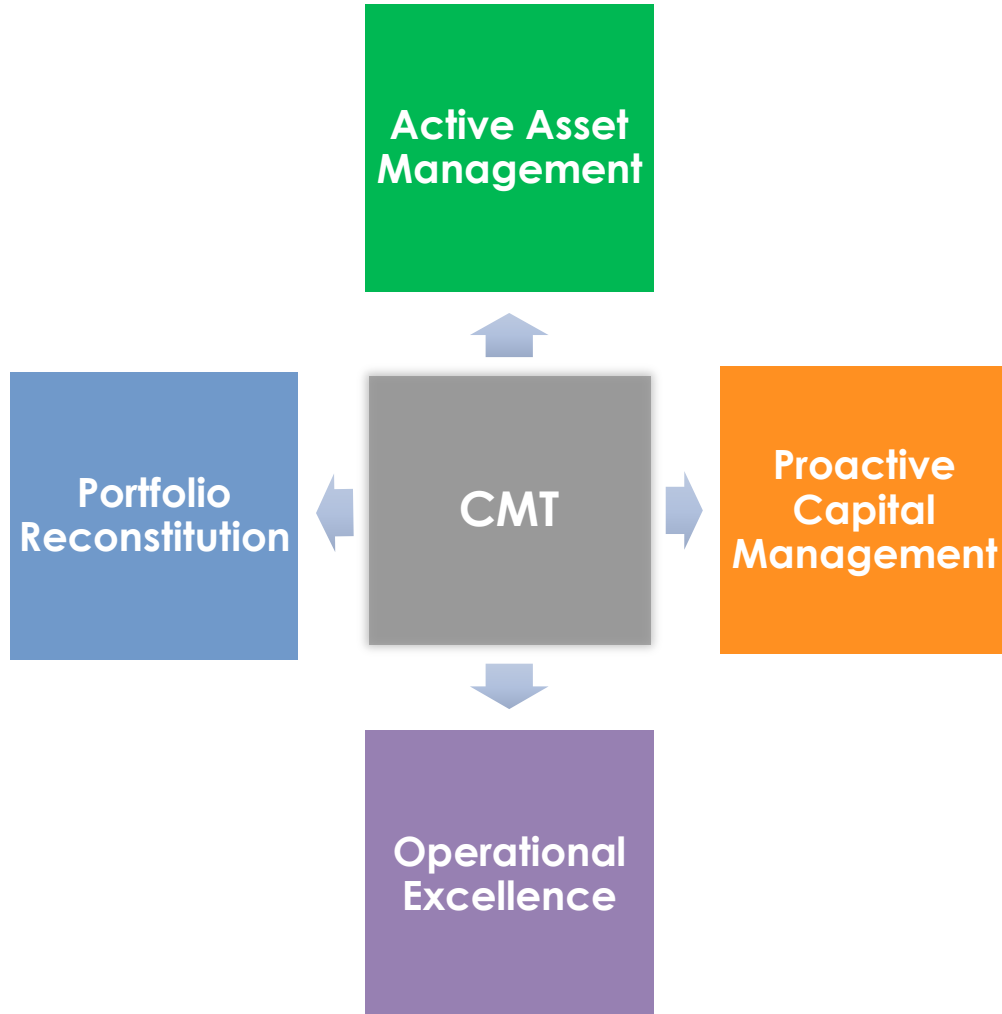 Active Asset
Management
Portfolio
Reconstitution
CMT
Proactive
Capital
Management
Operational
Excellence